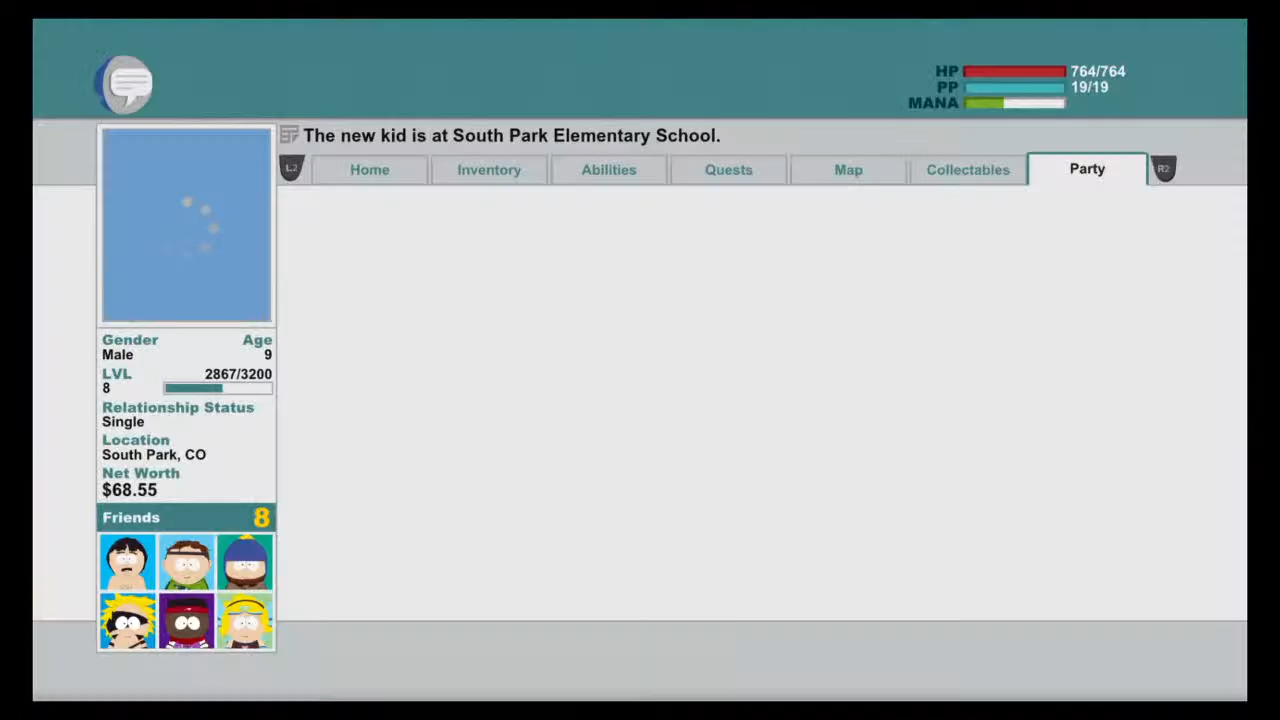 HP 764/764
PP 19/19
MANA
The new kid is at South Park Elementary School.
L2 Home Inventory Abilities Quests Map Collectables Party R2
Gender Age
Male 9
LVL 2867/3200
8
Relationship Status
Single
Location
South Park, CO
Net Worth
$68.55
Friends 8